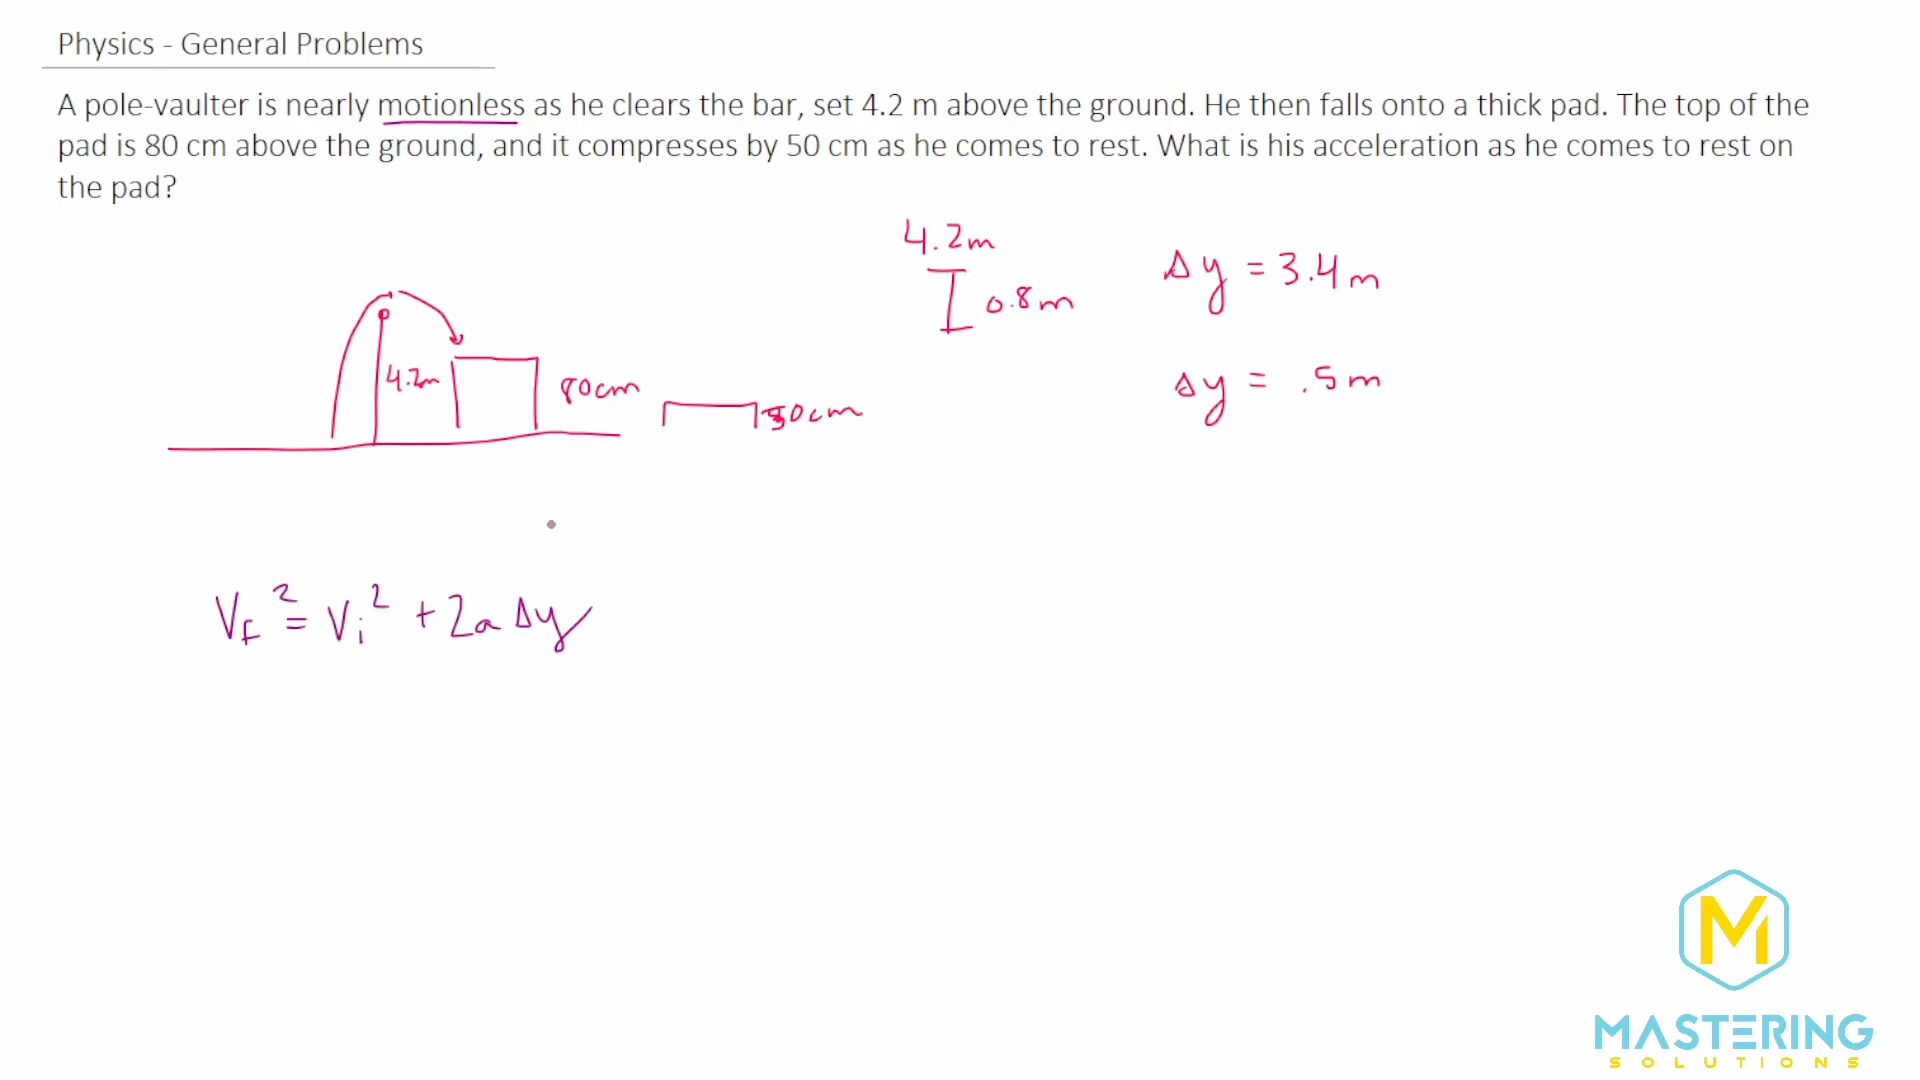 Physics - General Problems
A pole-vaulter is nearly motionless as he clears the bar, set 4.2 m above the ground. He then falls onto a thick pad. The top of the
pad is 80 cm above the ground, and it compresses by 50 cm as he comes to rest. What is his acceleration as he comes to rest on
the pad?
4.2m
0.8m
Δy = 3.4m
4.2m
80cm
50cm
Δy = .5m
Vf² = Vi² + 2aΔy
M
MASTERING
SOLUTIONS